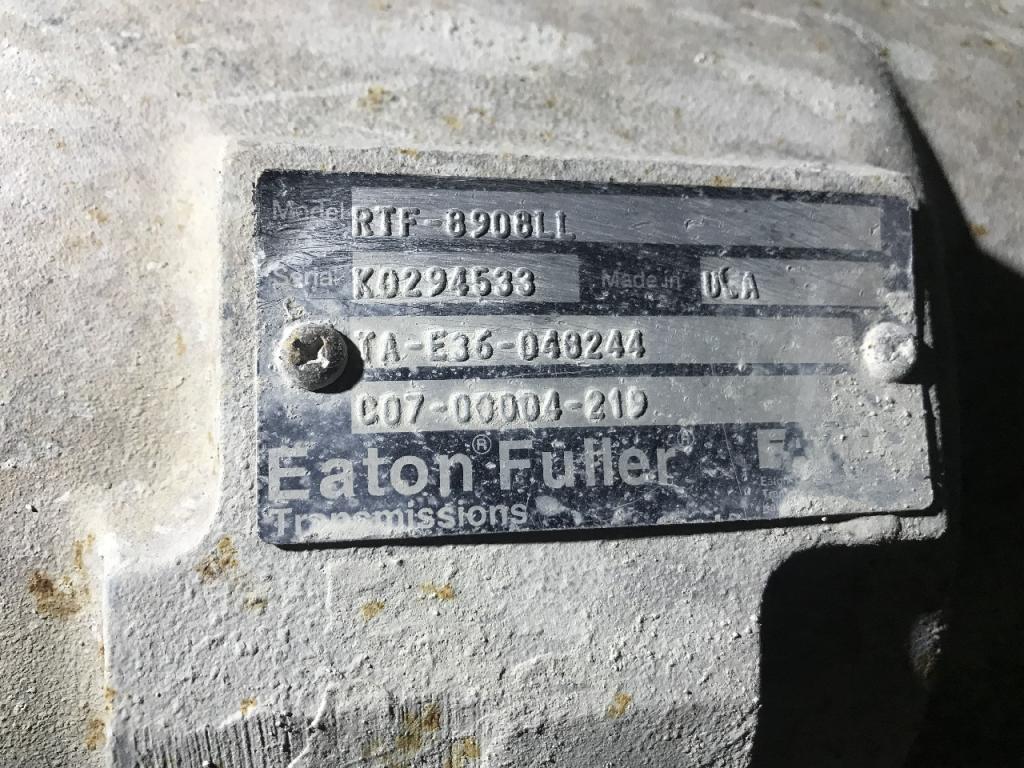 Model RTF-8908LL
Serial K0294533 Made in USA
TA-E36-048244
C07-00004-219
Eaton® Fuller®
Transmissions